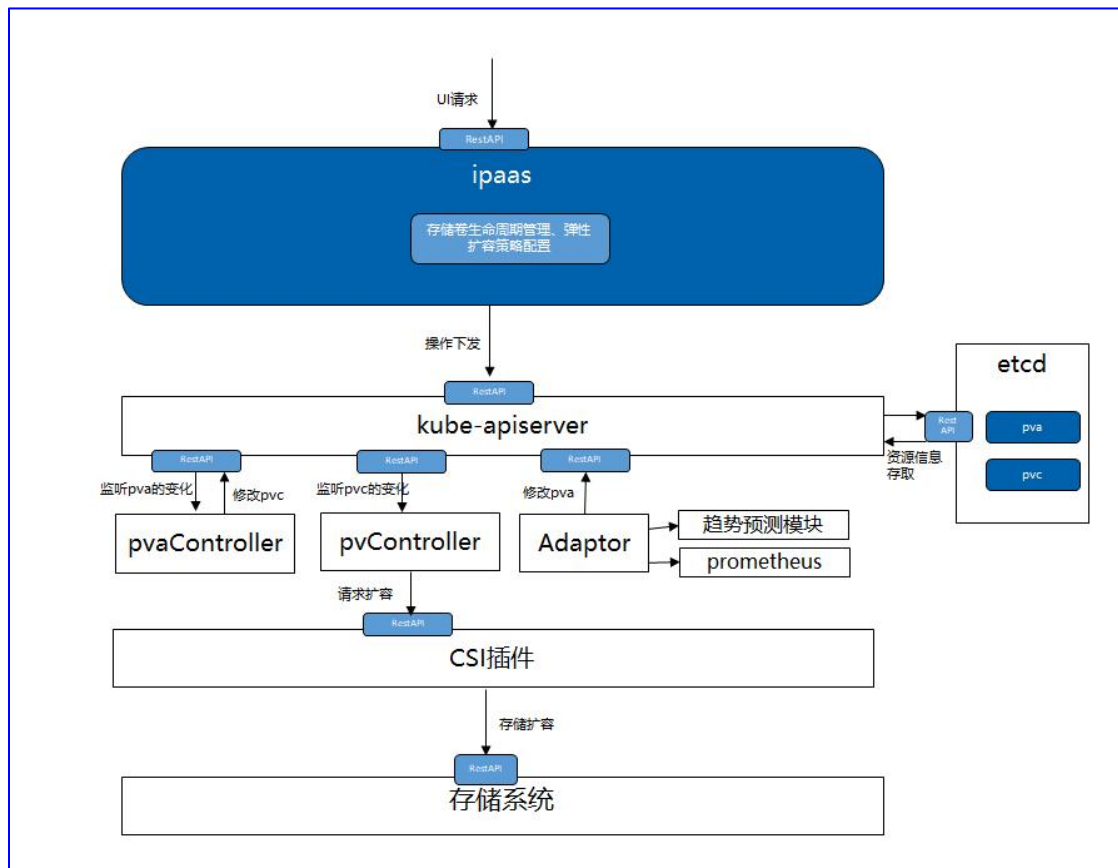 UI请求
RestAPI
ipaas
存储卷生命周期管理、弹性
扩容策略配置
操作下发
RestAPI
kube-apiserver
etcd
Rest
API
pva
pvc
资源信息
存取
RestAPI
RestAPI
RestAPI
监听pva的变化
修改pvc
监听pvc的变化
修改pva
pvaController
pvController
Adaptor
趋势预测模块
prometheus
请求扩容
RestAPI
CSI插件
存储扩容
RestAPI
存储系统